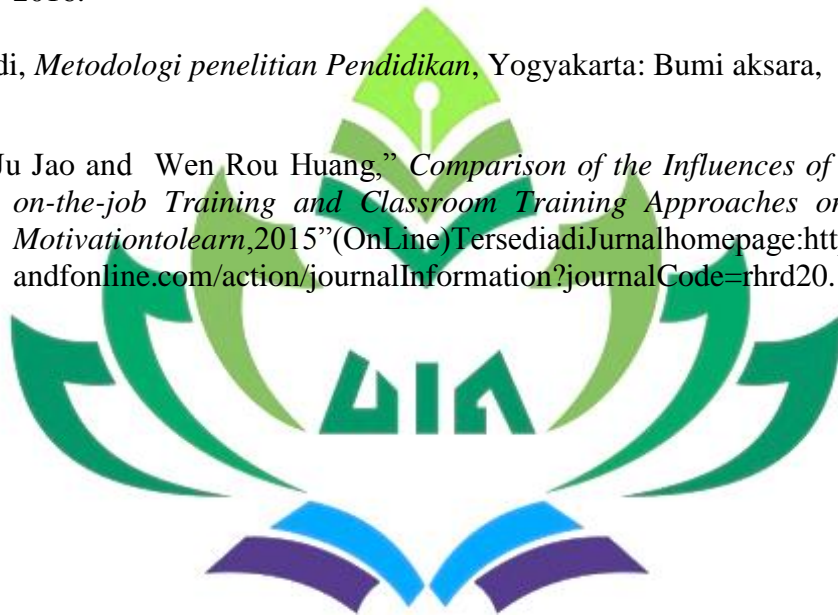 di, Metodologi penelitian Pendidikan, Yogyakarta: Bumi aksara,
Ju Jao and Wen Rou Huang,” Comparison of the Influences of
on-the-job Training and Classroom Training Approaches on
Motivationtolearn,2015”(OnLine)TersediadiJurnalhomepage:htt
andfonline.com/action/journalInformation?journalCode=rhrd20.
UIN